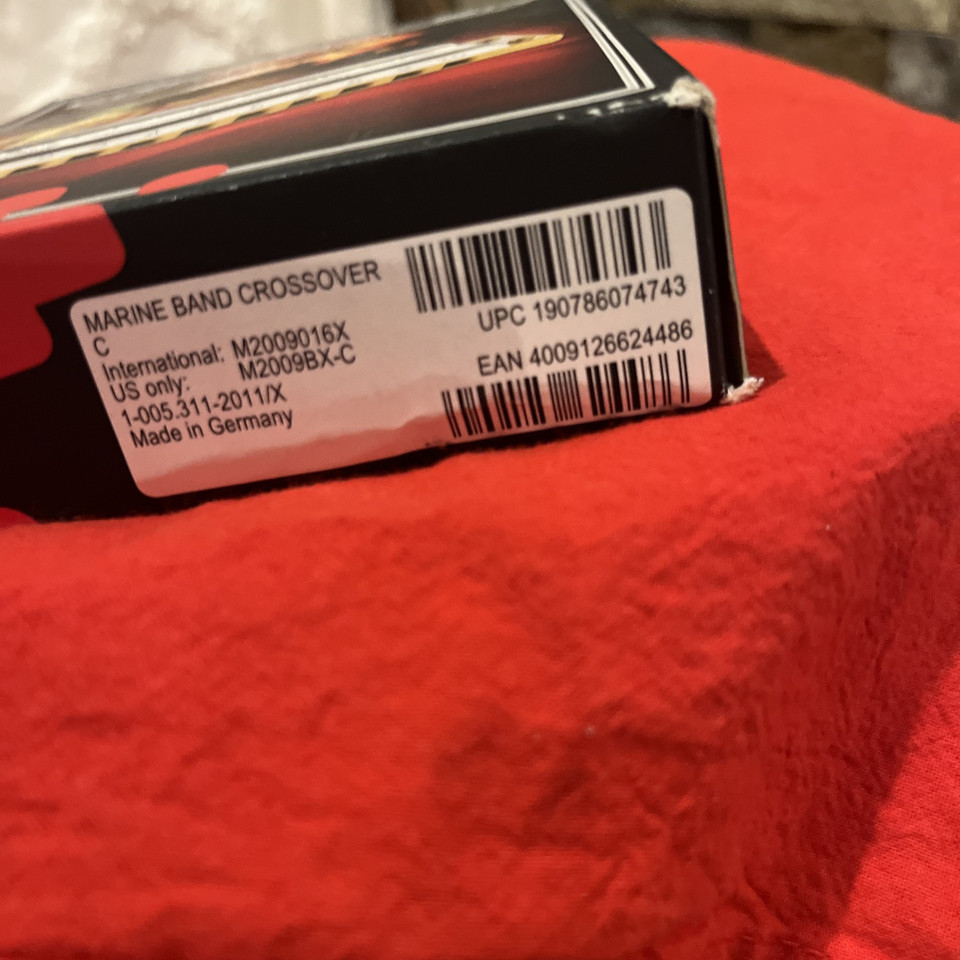 MARINE BAND CROSSOVER
C
International: M2009016X
US only: M2009BX-C
1-005.311-2011/X
Made in Germany
UPC 190786074743
EAN 4009126624486